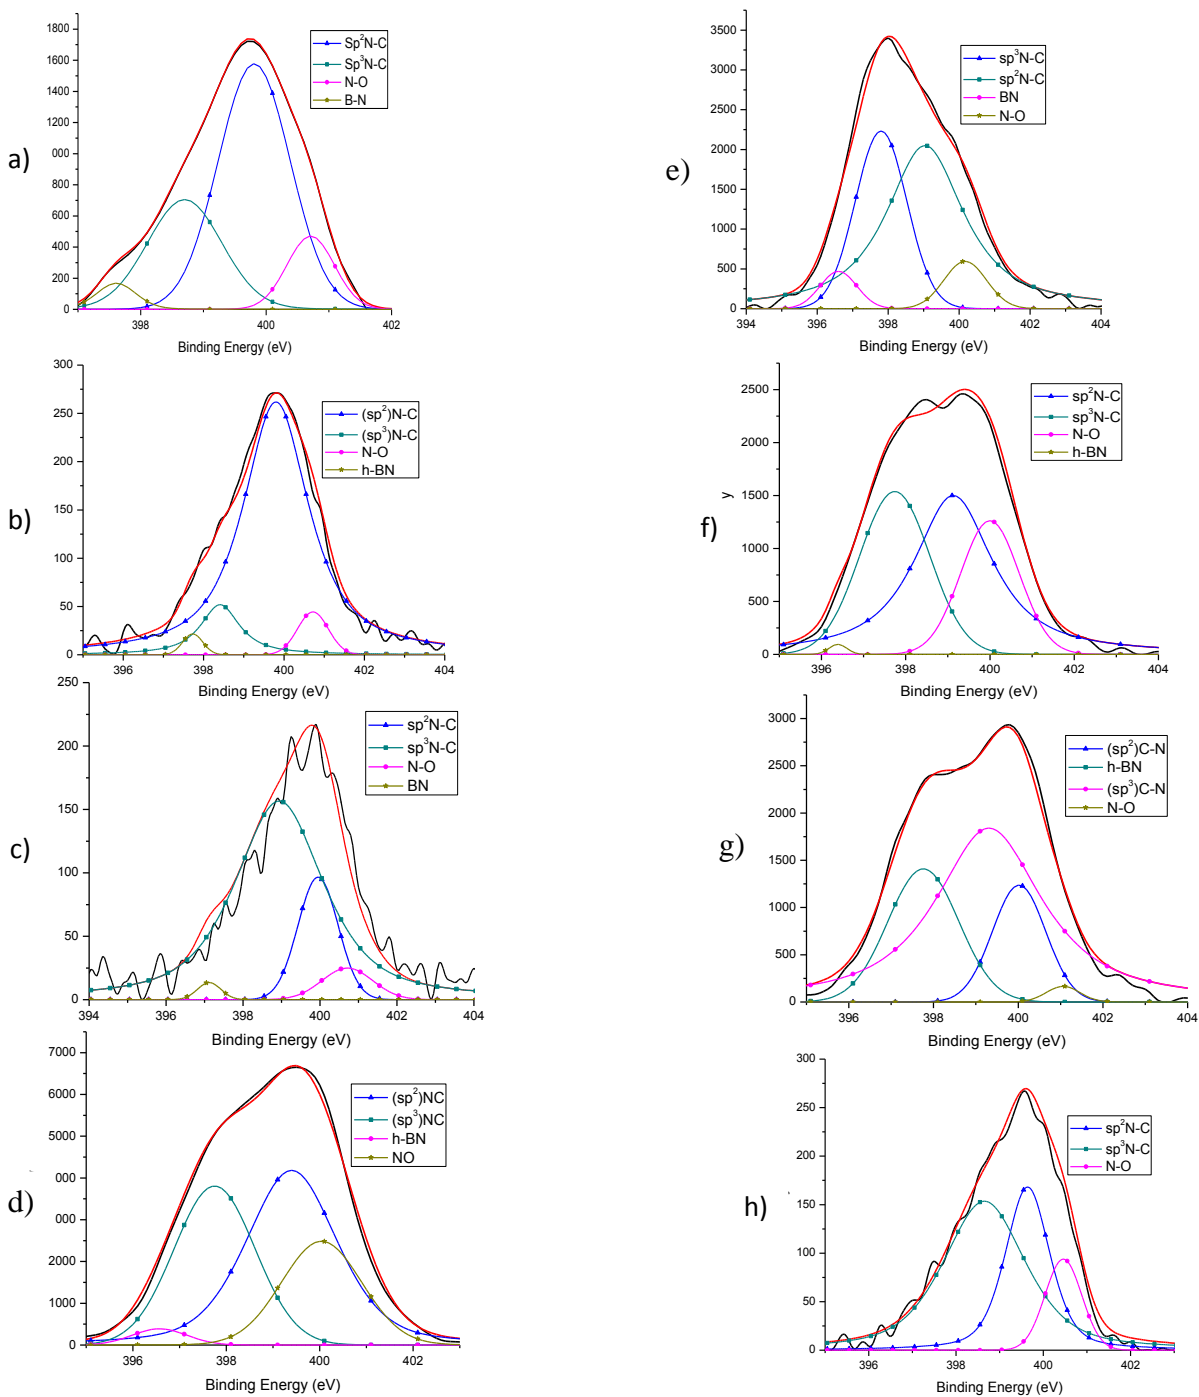 a)
1800
1600
1400
1200
000
800
600
400
200
0
398
400
402
Binding Energy (eV)
Sp²N-C
Sp³N-C
N-O
B-N
e)
3500
3000
2500
2000
1500
1000
500
0
394
396
398
400
402
404
Binding Energy (eV)
sp³N-C
sp²N-C
BN
N-O
b)
300
250
200
150
100
50
0
396
398
400
402
404
Binding Energy (eV)
(sp²)N-C
(sp³)N-C
N-O
h-BN
f)
y
2500
2000
1500
1000
500
0
396
398
400
402
404
Binding Energy (eV)
sp²N-C
sp³N-C
N-O
h-BN
c)
250
200
150
100
50
0
394
396
398
400
402
404
Binding Energy (eV)
sp²N-C
sp³N-C
N-O
BN
g)
3000
2500
2000
1500
1000
500
0
396
398
400
402
404
Binding Energy (eV)
(sp²)C-N
h-BN
(sp³)C-N
N-O
d)
7000
6000
5000
000
000
1000
0
396
398
400
402
Binding Energy (eV)
(sp²)NC
(sp³)NC
h-BN
NO
h)
300
250
200
150
100
50
0
396
398
400
402
Binding Energy (eV)
sp²N-C
sp³N-C
N-O